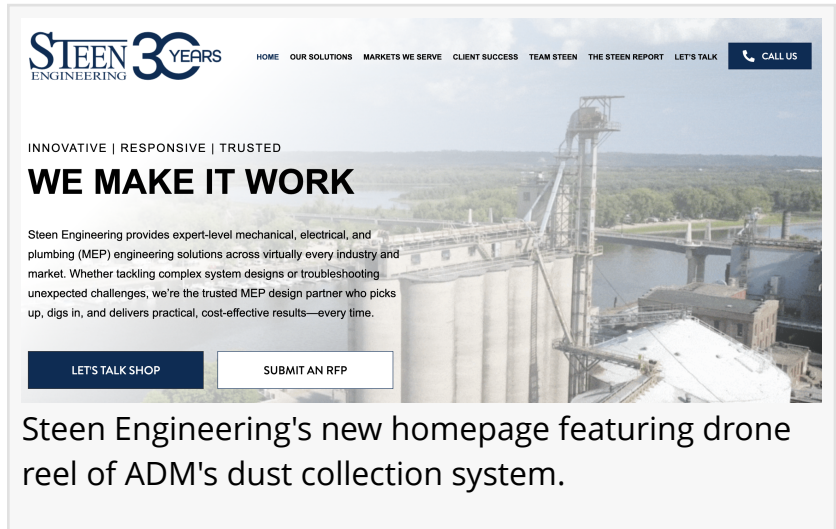 STEEN
ENGINEERING
30 YEARS
HOME OUR SOLUTIONS MARKETS WE SERVE CLIENT SUCCESS TEAM STEEN THE STEEN REPORT LET'S TALK CALL US
INNOVATIVE | RESPONSIVE | TRUSTED
WE MAKE IT WORK
Steen Engineering provides expert-level mechanical, electrical, and
plumbing (MEP) engineering solutions across virtually every industry and
market. Whether tackling complex system designs or troubleshooting
unexpected challenges, we’re the trusted MEP design partner who picks
up, digs in, and delivers practical, cost-effective results—every time.
LET'S TALK SHOP SUBMIT AN RFP
Steen Engineering's new homepage featuring drone
reel of ADM's dust collection system.